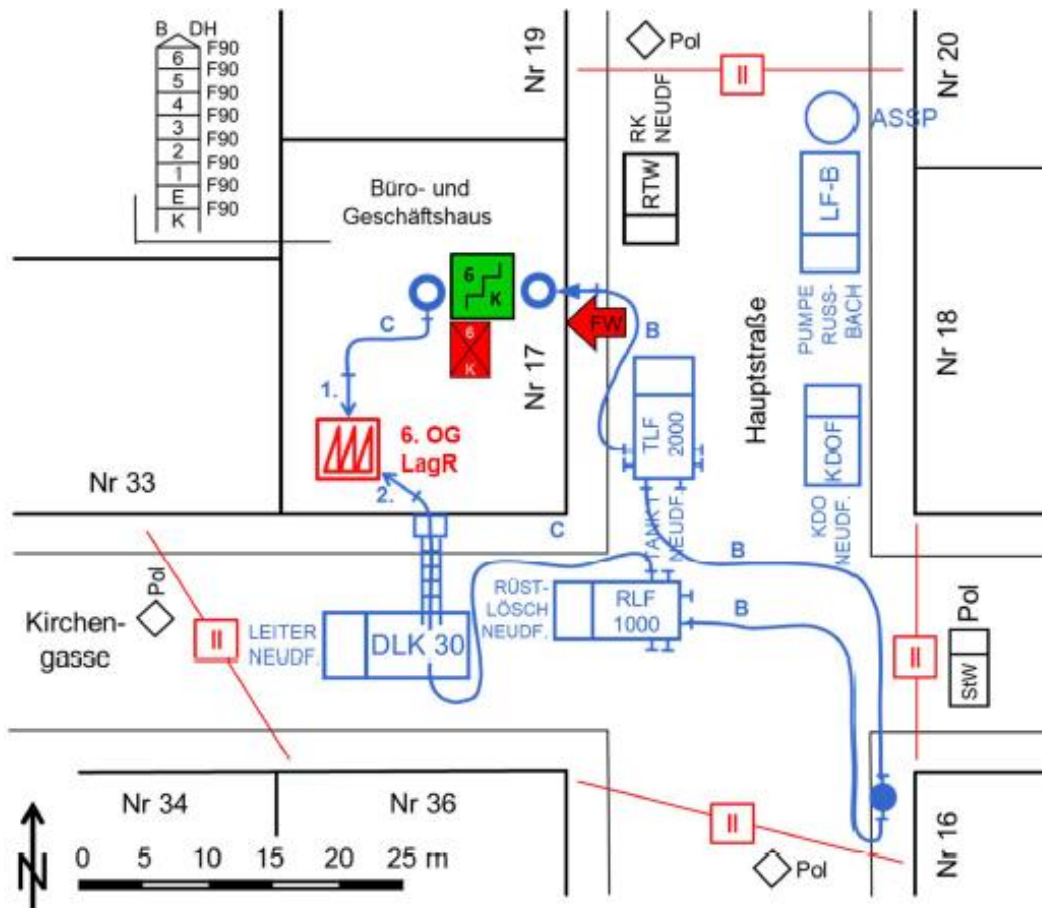 B DH
6 F90
5 F90
4 F90
3 F90
2 F90
1 F90
E F90
K F90
Nr 19
Pol
II
Nr 20
RK
NEUDF
RTW
ASSP
LF-B
PUMPE
RUSS-
BACH
Büro- und
Geschäftshaus
6
K
6
K
FW
B
C
Nr 17
Hauptstraße
Nr 18
TLF
2000
TANK 1
NEUDF.
KDOF
KDO
NEUDF.
1.
6. OG
LagR
2.
Nr 33
C
B
B
Pol
Kirchen-
gasse
II
LEITER
NEUDF.
DLK 30
RÜST-
LÖSCH
NEUDF.
RLF
1000
II
Pol
StW
Nr 34
Nr 36
II
Pol
Nr 16
N
0 5 10 15 20 25 m